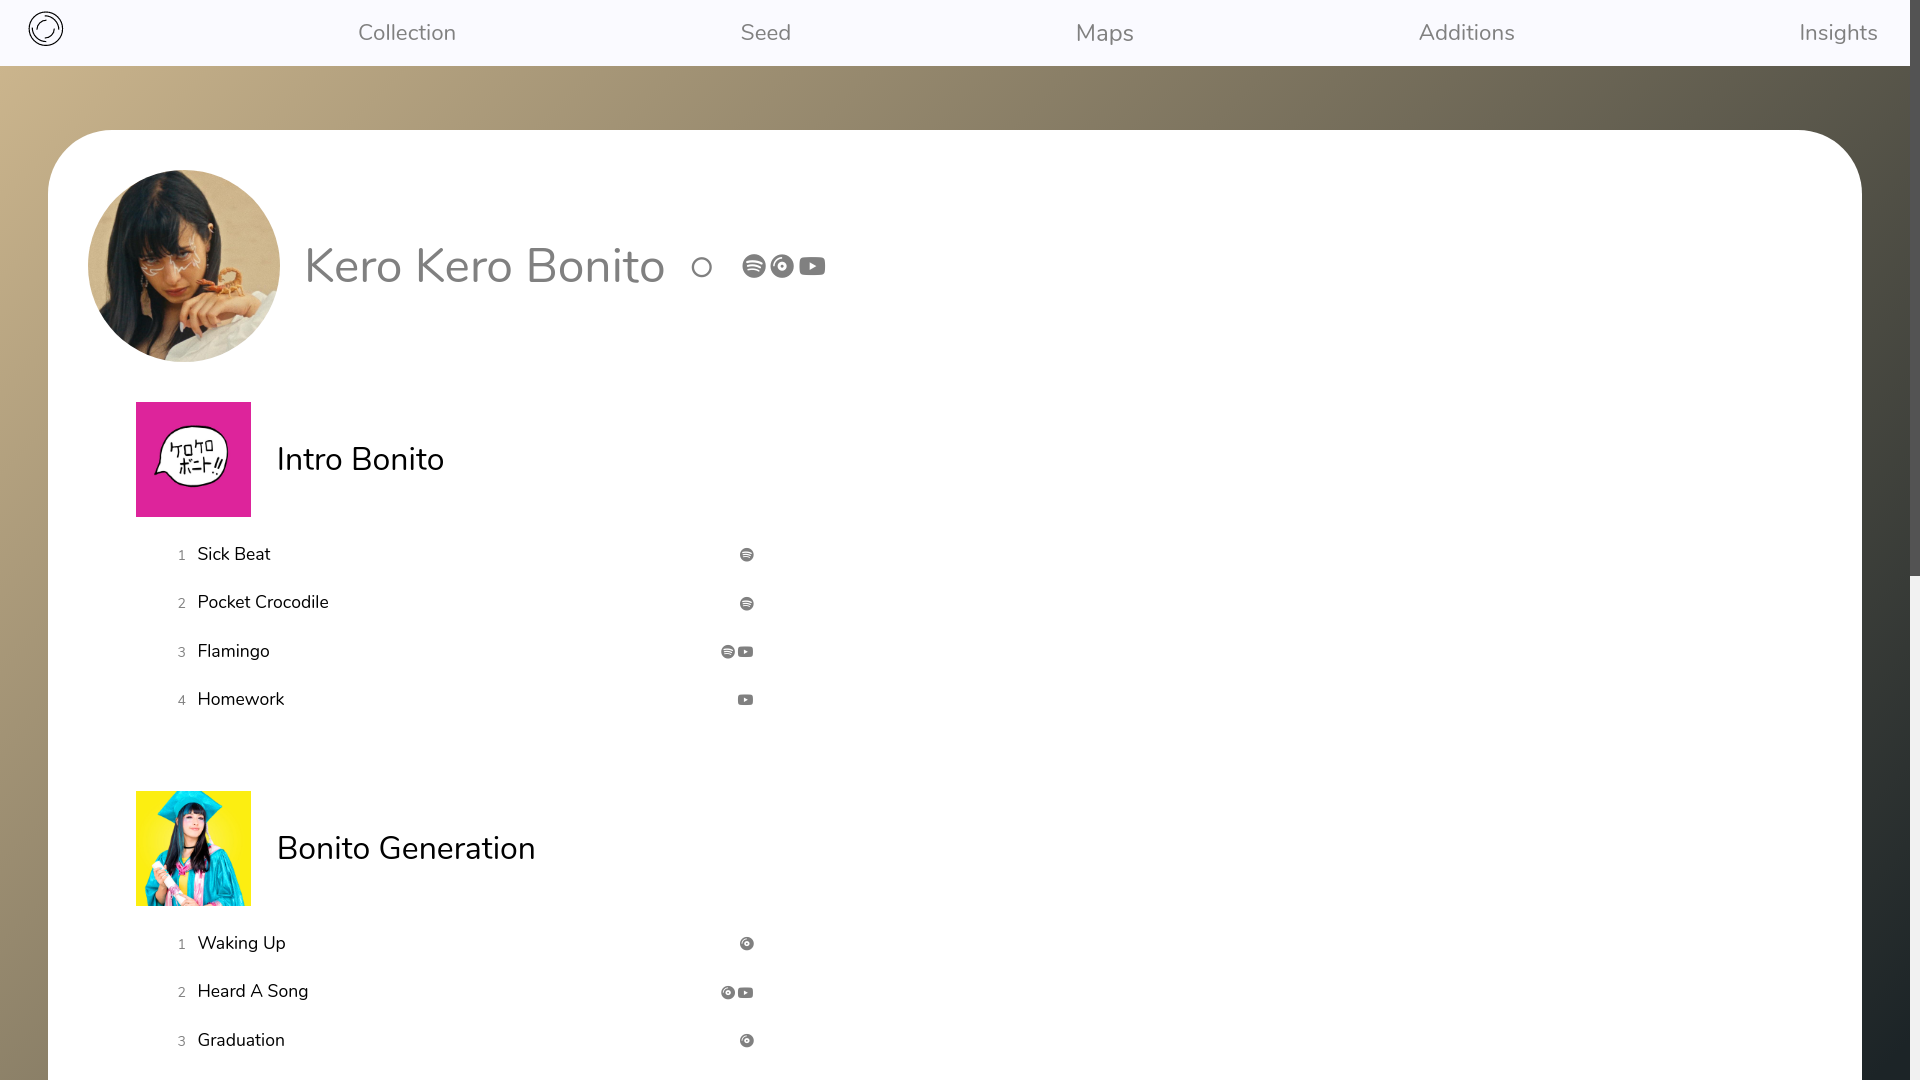 Collection Seed Maps Additions Insights
Kero Kero Bonito
ケロケロ
ボニト!!
Intro Bonito
1 Sick Beat
2 Pocket Crocodile
3 Flamingo
4 Homework
Bonito Generation
1 Waking Up
2 Heard A Song
3 Graduation